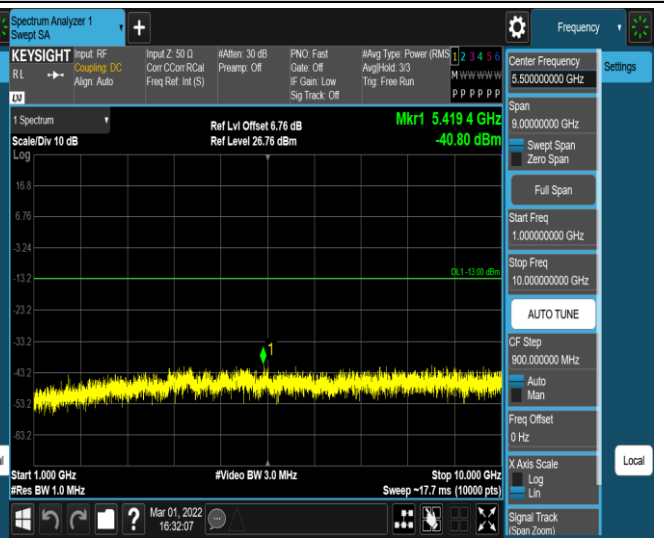 Spectrum Analyzer 1
Swept SA
+
Frequency
Settings
KEYSIGHT
RL
LXI
Input: RF
Coupling: DC
Align: Auto
Input Z: 50 Ω
Corr CCorr RCal
Freq Ref: Int (S)
#Atten: 30 dB
Preamp: Off
PNO: Fast
Gate: Off
IF Gain: Low
Sig Track: Off
#Avg Type: Power (RMS
Avg|Hold: 3/3
Trig: Free Run
1 2 3 4 5 6
M W W W W W
P P P P P P
1 Spectrum
Scale/Div 10 dB
Log
Ref Lvl Offset 6.76 dB
Ref Level 26.76 dBm
Mkr1 5.419 4 GHz
-40.80 dBm
16.8
6.76
-3.24
-13.2
-23.2
-33.2
-43.2
-53.2
-63.2
DL1 -13.00 dBm
1
Start 1.000 GHz
#Res BW 1.0 MHz
#Video BW 3.0 MHz
Stop 10.000 GHz
Sweep ~17.7 ms (10000 pts)
Mar 01, 2022
16:32:07
?
Center Frequency
5.500000000 GHz
Span
9.00000000 GHz
Swept Span
Zero Span
Full Span
Start Freq
1.000000000 GHz
Stop Freq
10.000000000 GHz
AUTO TUNE
CF Step
900.000000 MHz
Auto
Man
Freq Offset
0 Hz
X Axis Scale
Log
Lin
Signal Track
(Span Zoom)
Local